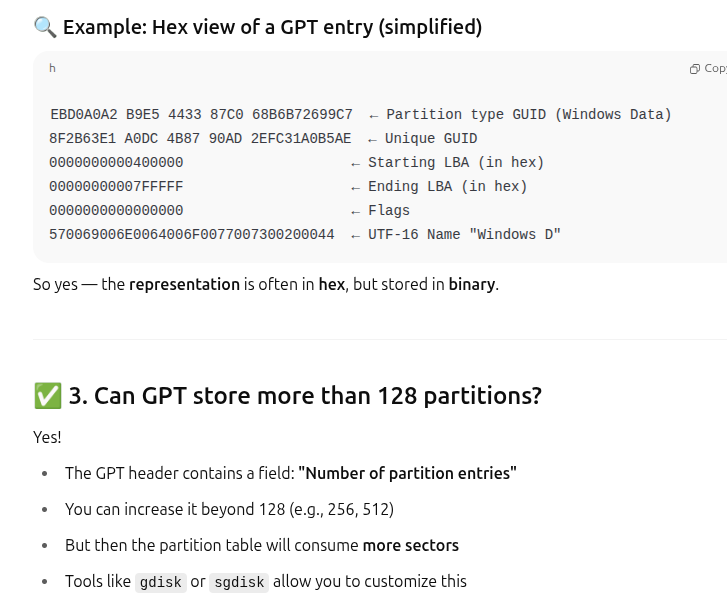 🔍 Example: Hex view of a GPT entry (simplified)
h
Copy
EBD0A0A2 B9E5 4433 87C0 68B6B72699C7 ← Partition type GUID (Windows Data)
8F2B63E1 A0DC 4B87 90AD 2EFC31A0B5AE ← Unique GUID
0000000000400000 ← Starting LBA (in hex)
00000000007FFFFF ← Ending LBA (in hex)
0000000000000000 ← Flags
570069006E0064006F0077007300200044 ← UTF-16 Name "Windows D"
So yes — the representation is often in hex, but stored in binary.
✅ 3. Can GPT store more than 128 partitions?
Yes!
• The GPT header contains a field: "Number of partition entries"
• You can increase it beyond 128 (e.g., 256, 512)
• But then the partition table will consume more sectors
• Tools like gdisk or sgdisk allow you to customize this